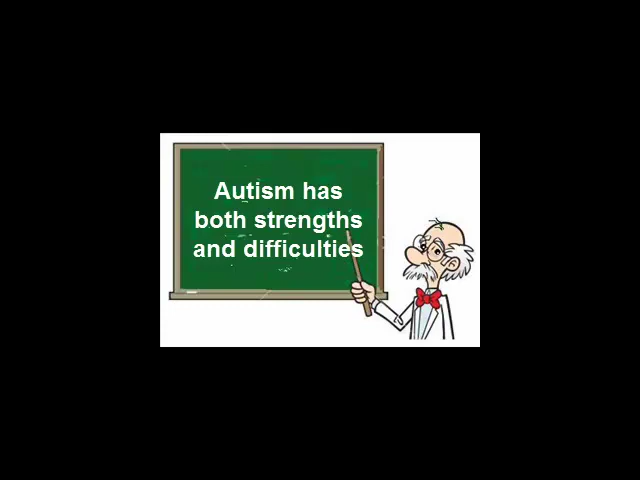 Autism has
both strengths
and difficulties